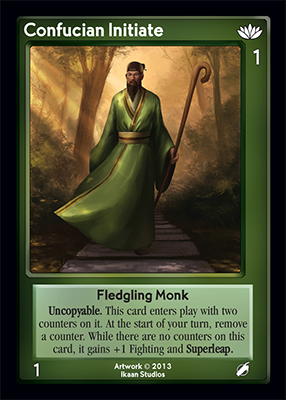 Confucian Initiate
1
Fledgling Monk
Uncopyable. This card enters play with two
counters on it. At the start of your turn, remove
a counter. While there are no counters on this
card, it gains +1 Fighting and Superleap.
1
Artwork © 2013
Ikaan Studios